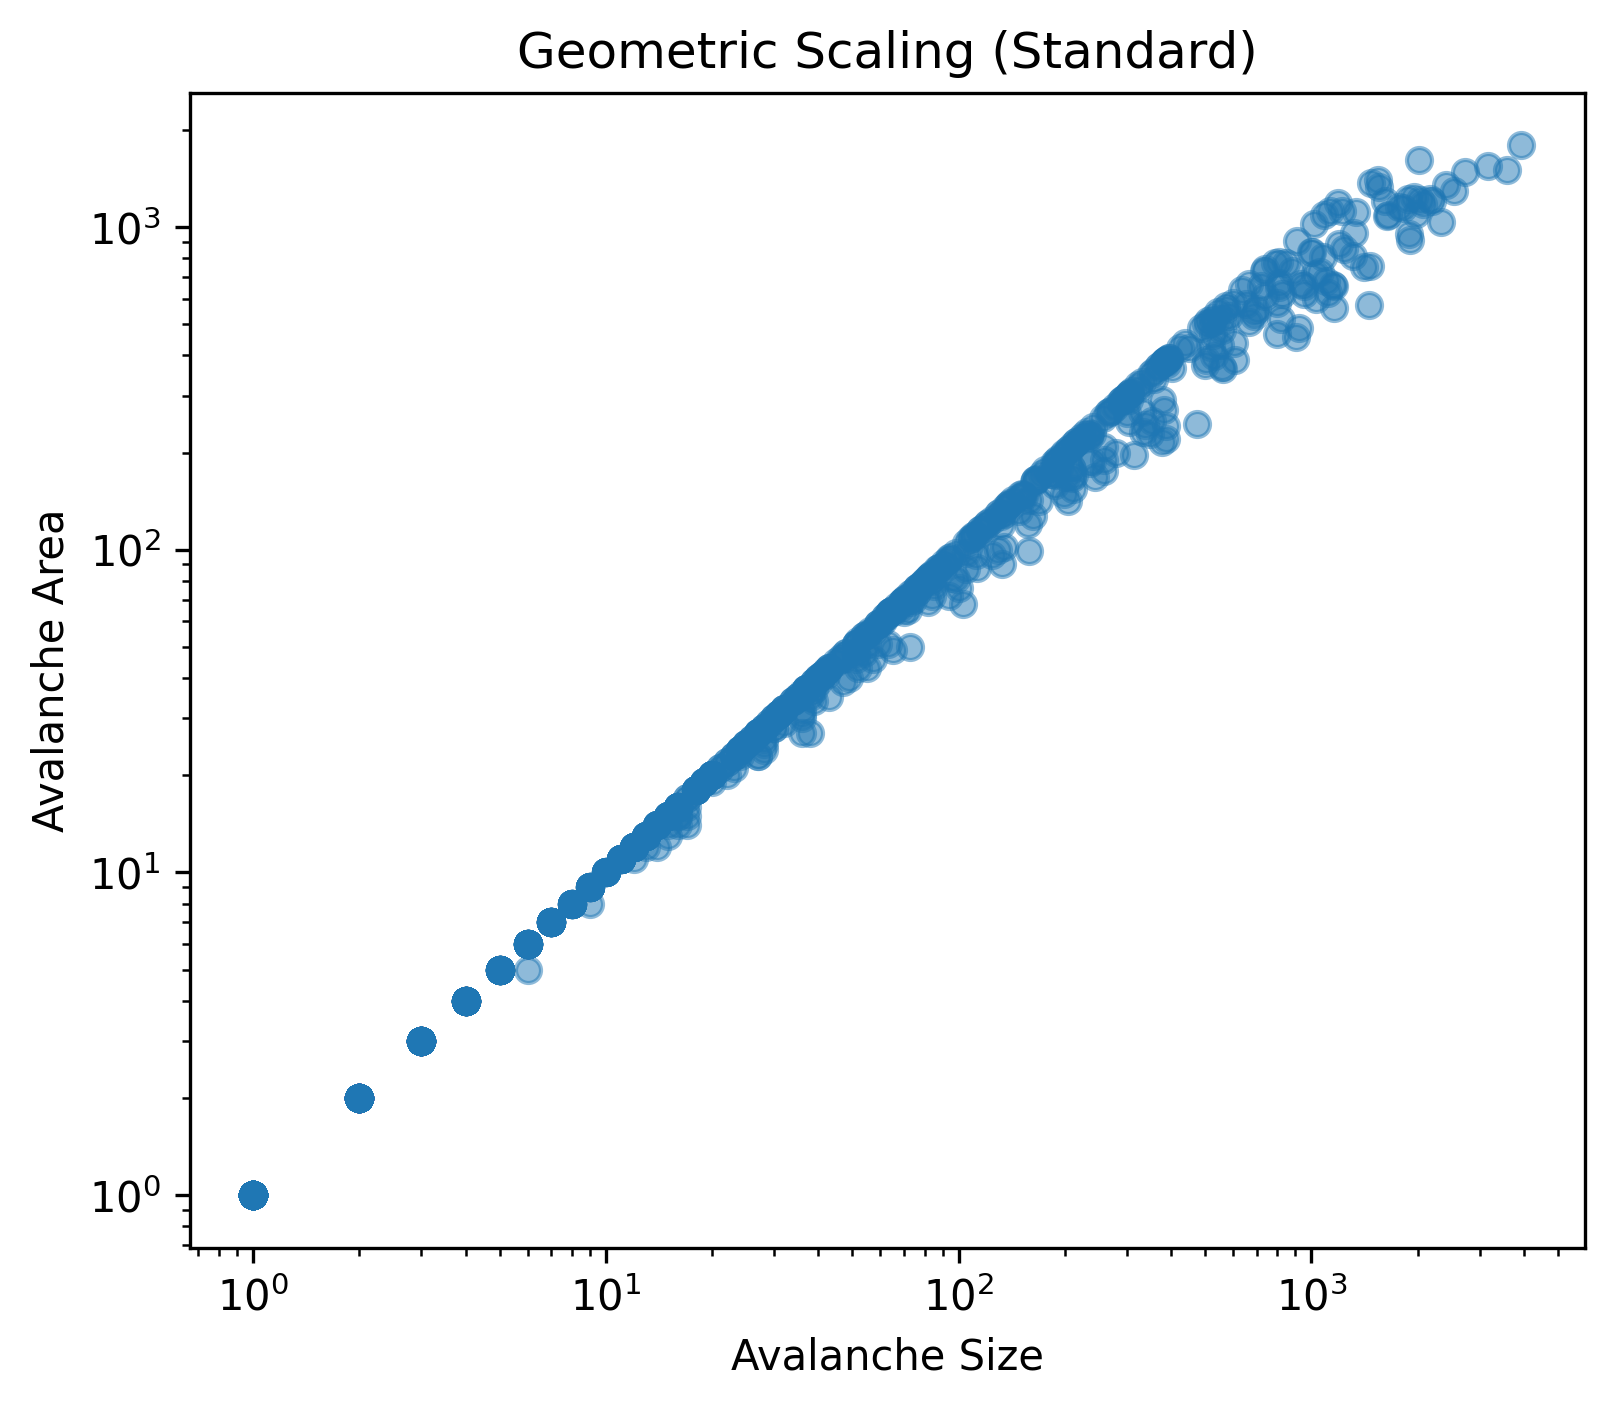 Geometric Scaling (Standard)
10³
10²
10¹
10⁰
Avalanche Area
10⁰ 10¹ 10² 10³
Avalanche Size